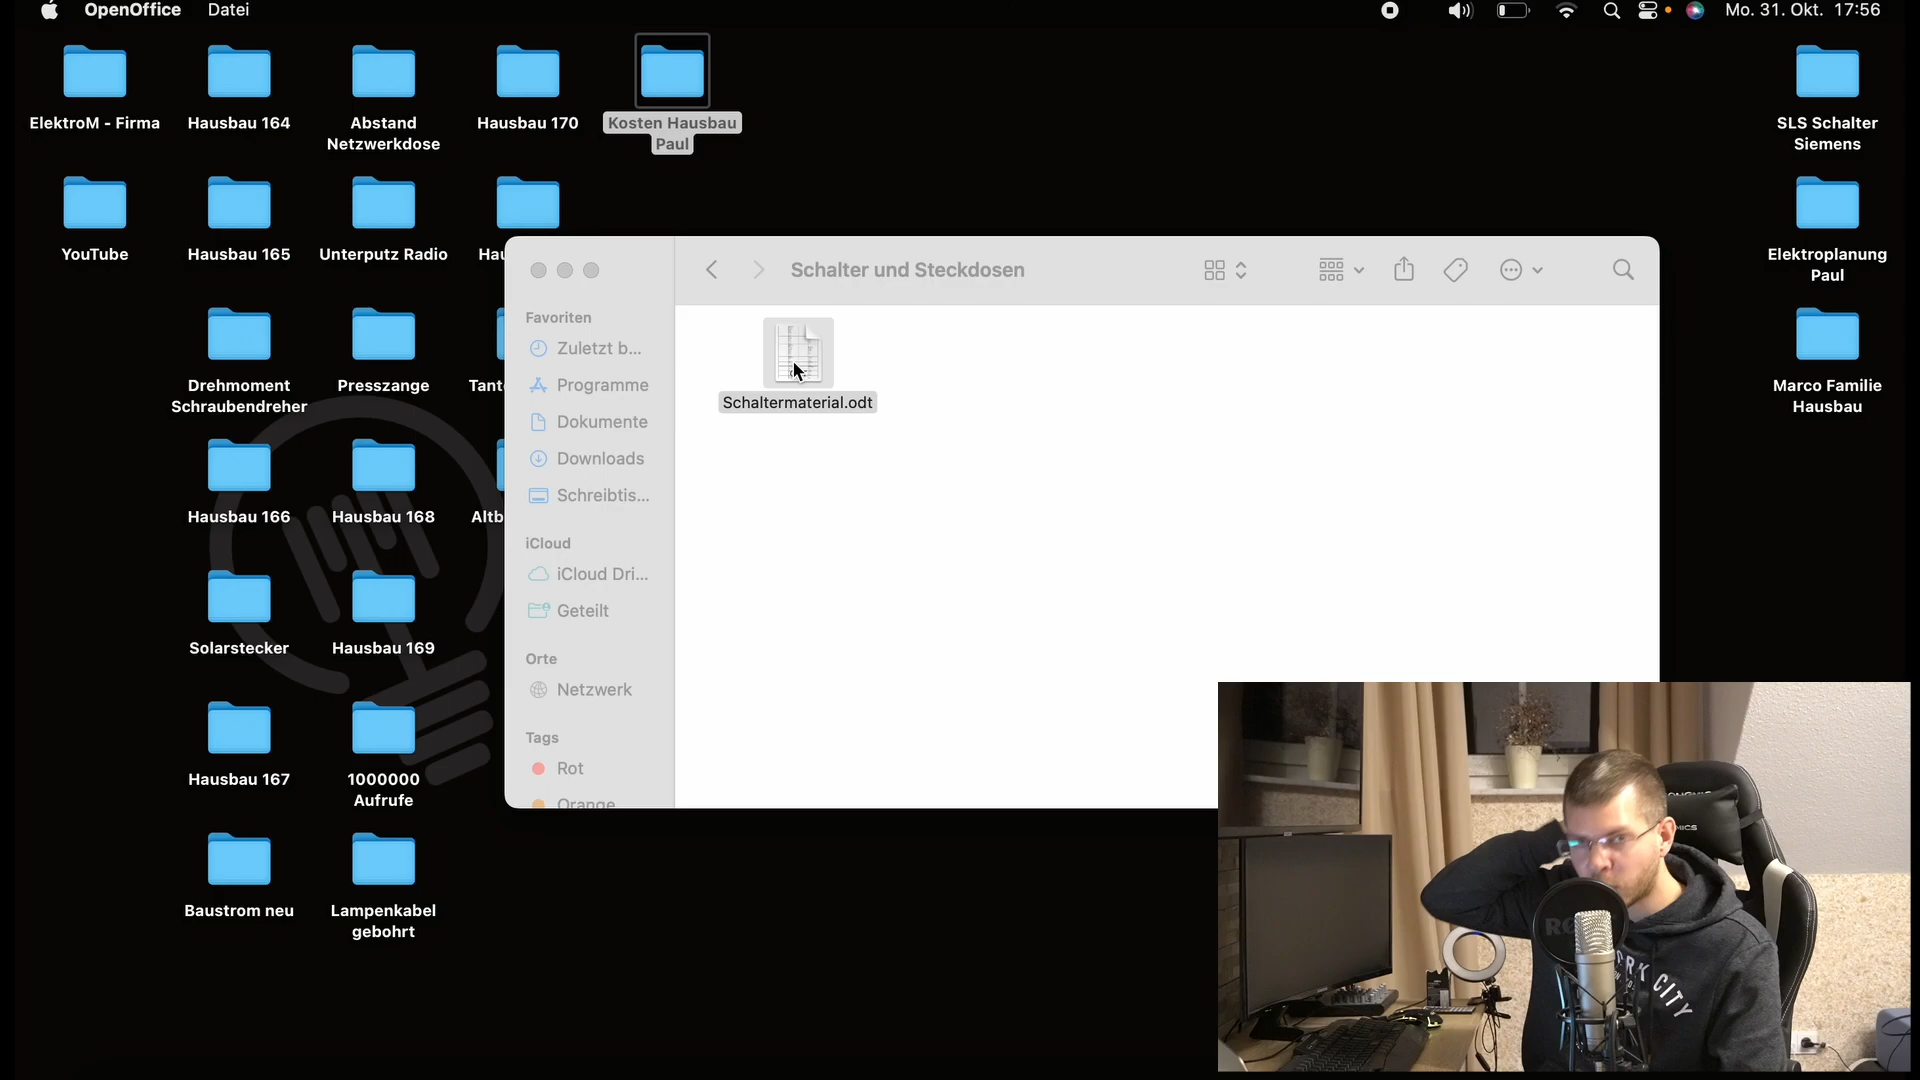 OpenOffice Datei
Mo. 31. Okt. 17:56
ElektroM - Firma
Hausbau 164
Abstand
Netzwerkdose
Hausbau 170
Kosten Hausbau
Paul
SLS Schalter
Siemens
YouTube
Hausbau 165
Unterputz Radio
Elektroplanung
Paul
Schalter und Steckdosen
Favoriten
Zuletzt b...
Programme
Dokumente
Downloads
Schreibtis...
iCloud
iCloud Dri...
Geteilt
Orte
Netzwerk
Tags
Rot
Orange
Schaltermaterial.odt
Drehmoment
Schraubendreher
Presszange
Marco Familie
Hausbau
Hausbau 166
Hausbau 168
Solarstecker
Hausbau 169
Hausbau 167
1000000
Aufrufe
Baustrom neu
Lampenkabel
gebohrt
CITY